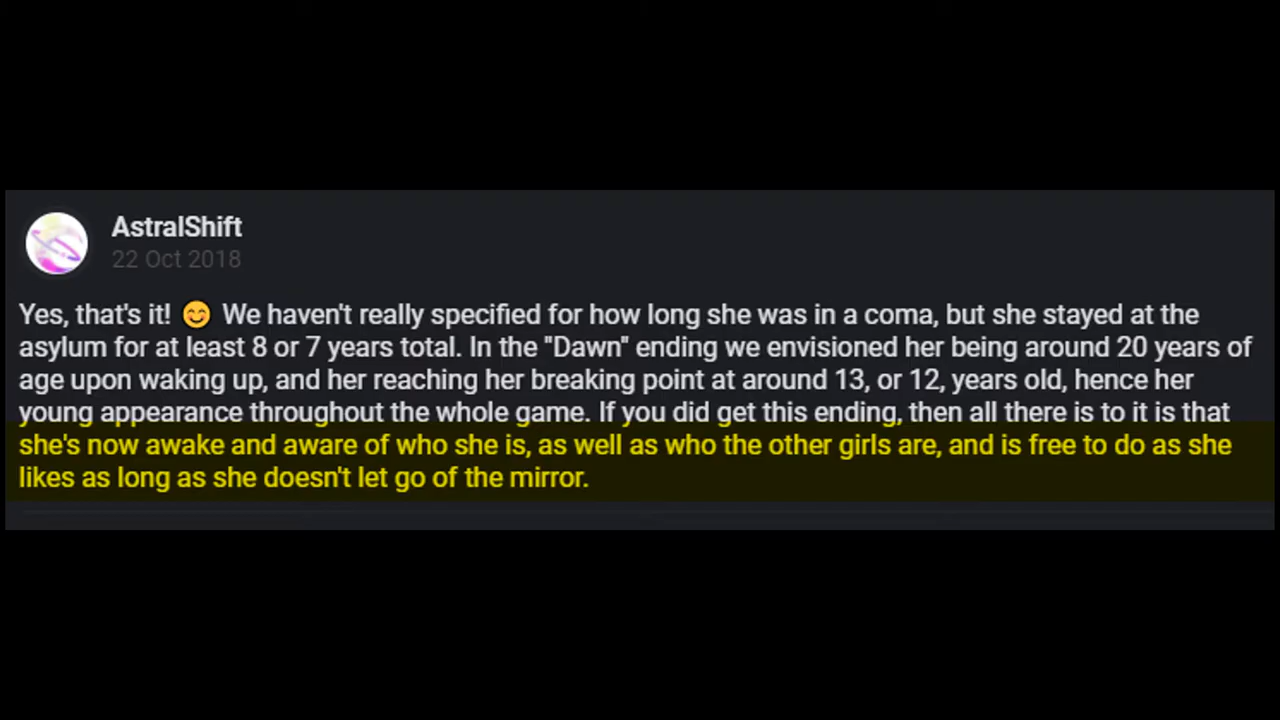 AstralShift
22 Oct 2018
Yes, that's it! 😊 We haven't really specified for how long she was in a coma, but she stayed at the
asylum for at least 8 or 7 years total. In the "Dawn" ending we envisioned her being around 20 years of
age upon waking up, and her reaching her breaking point at around 13, or 12, years old, hence her
young appearance throughout the whole game. If you did get this ending, then all there is to it is that
she's now awake and aware of who she is, as well as who the other girls are, and is free to do as she
likes as long as she doesn't let go of the mirror.